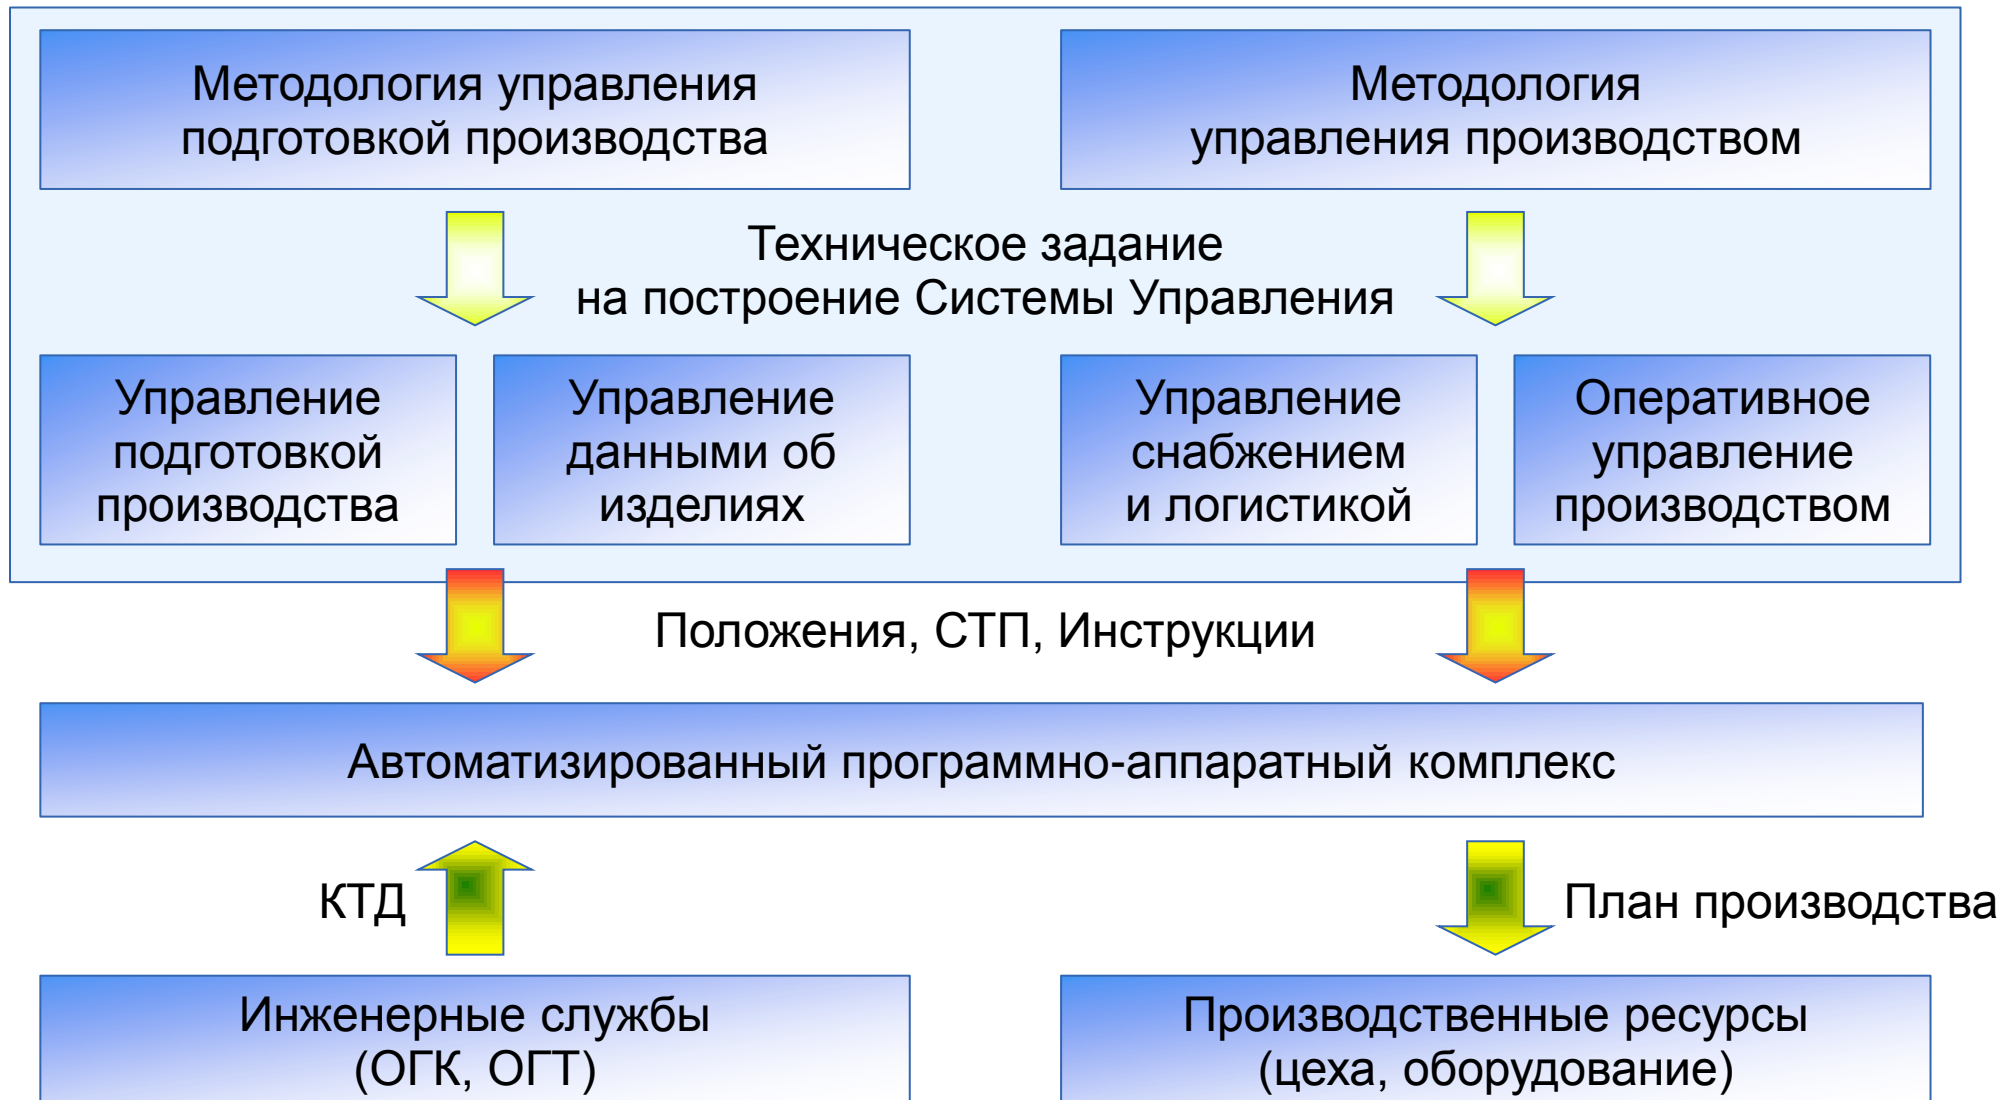 Методология управления
подготовкой производства
Методология
управления производством
Техническое задание
на построение Системы Управления
Управление
подготовкой
производства
Управление
данными об
изделиях
Управление
снабжением
и логистикой
Оперативное
управление
производством
Положения, СТП, Инструкции
Автоматизированный программно-аппаратный комплекс
КТД
План производства
Инженерные службы
(ОГК, ОГТ)
Производственные ресурсы
(цеха, оборудование)